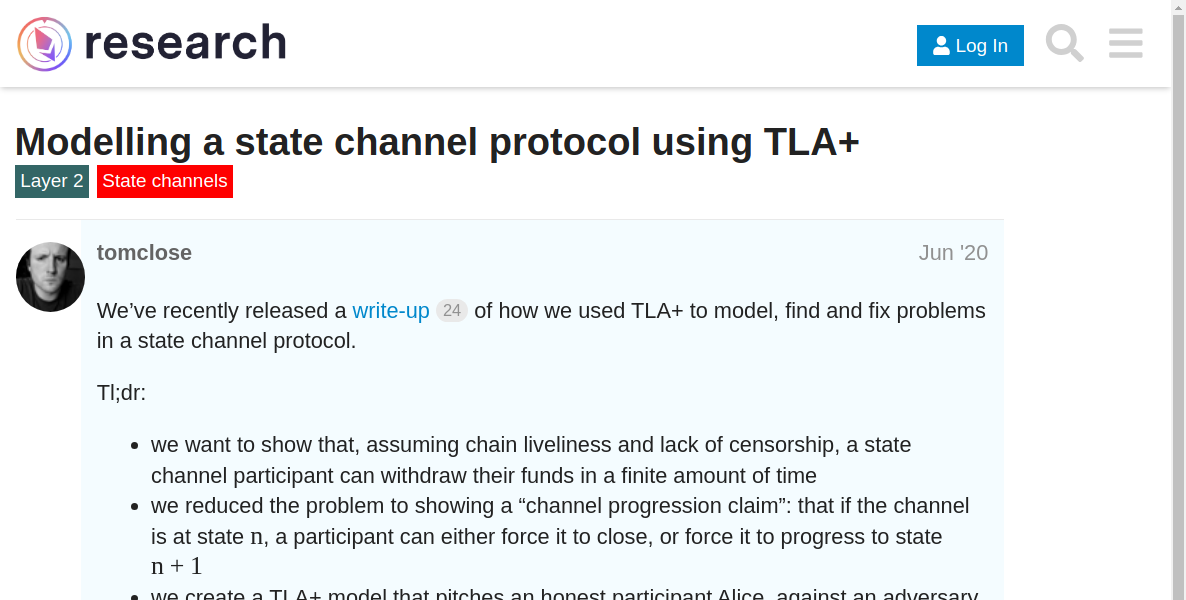 research
Log In
Modelling a state channel protocol using TLA+
Layer 2 State channels
tomclose Jun '20
We’ve recently released a write-up 24 of how we used TLA+ to model, find and fix problems
in a state channel protocol.
Tl;dr:
• we want to show that, assuming chain liveliness and lack of censorship, a state
channel participant can withdraw their funds in a finite amount of time
• we reduced the problem to showing a “channel progression claim”: that if the channel
is at state n, a participant can either force it to close, or force it to progress to state
n + 1
• we create a TLA+ model that pitches an honest participant Alice, against an adversary